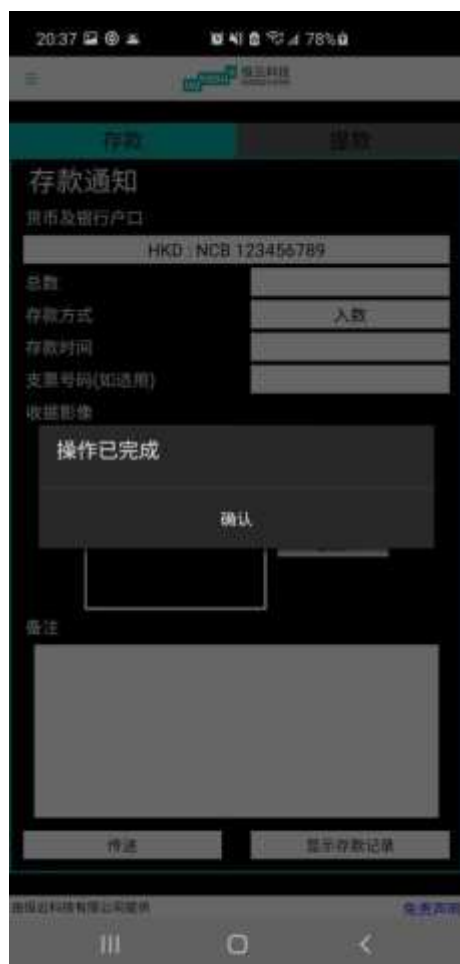 20:37
78%
存款
提款
存款通知
货币及银行户口
HKD : NCB 123456789
总数
存款方式
入数
存款时间
支票号码(如适用)
收据影像
操作已完成
确认
备注
传送
显示存款记录
免责声明